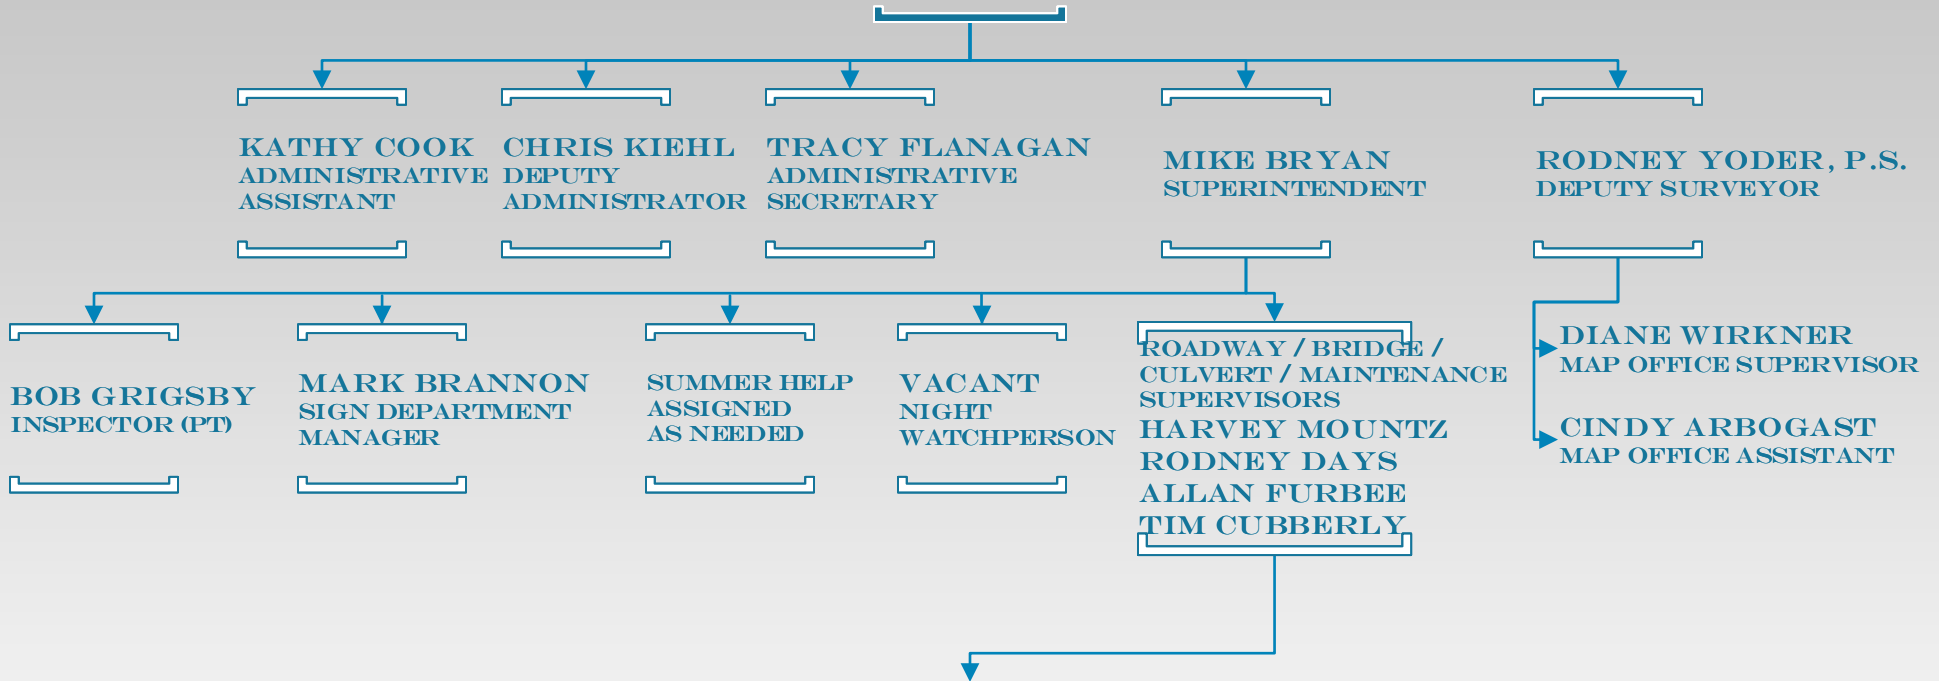 KATHY COOK
ADMINISTRATIVE
ASSISTANT
CHRIS KIEHL
DEPUTY
ADMINISTRATOR
TRACY FLANAGAN
ADMINISTRATIVE
SECRETARY
MIKE BRYAN
SUPERINTENDENT
RODNEY YODER, P.S.
DEPUTY SURVEYOR
BOB GRIGSBY
INSPECTOR (PT)
MARK BRANNON
SIGN DEPARTMENT
MANAGER
SUMMER HELP
ASSIGNED
AS NEEDED
VACANT
NIGHT
WATCHPERSON
ROADWAY / BRIDGE /
CULVERT / MAINTENANCE
SUPERVISORS
HARVEY MOUNTZ
RODNEY DAYS
ALLAN FURBEE
TIM CUBBERLY
DIANE WIRKNER
MAP OFFICE SUPERVISOR
CINDY ARBOGAST
MAP OFFICE ASSISTANT